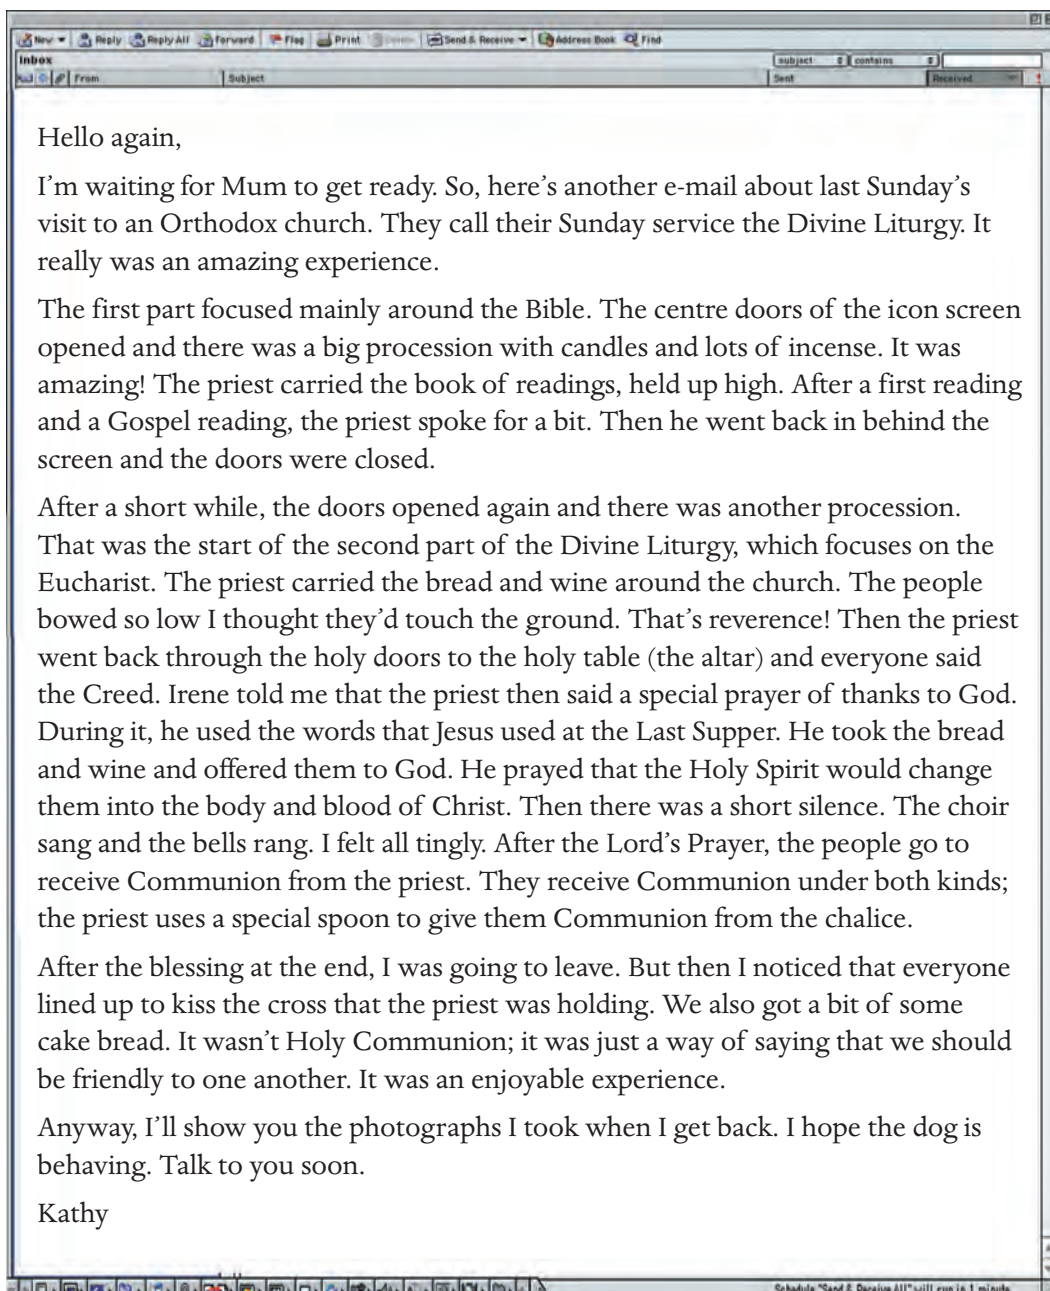 New Reply Reply All Forward Flag Print Delete Send & Receive Address Book Find
Inbox subject contains
From Subject Sent Received
Hello again,
I’m waiting for Mum to get ready. So, here’s another e-mail about last Sunday’s
visit to an Orthodox church. They call their Sunday service the Divine Liturgy. It
really was an amazing experience.
The first part focused mainly around the Bible. The centre doors of the icon screen
opened and there was a big procession with candles and lots of incense. It was
amazing! The priest carried the book of readings, held up high. After a first reading
and a Gospel reading, the priest spoke for a bit. Then he went back in behind the
screen and the doors were closed.
After a short while, the doors opened again and there was another procession.
That was the start of the second part of the Divine Liturgy, which focuses on the
Eucharist. The priest carried the bread and wine around the church. The people
bowed so low I thought they’d touch the ground. That’s reverence! Then the priest
went back through the holy doors to the holy table (the altar) and everyone said
the Creed. Irene told me that the priest then said a special prayer of thanks to God.
During it, he used the words that Jesus used at the Last Supper. He took the bread
and wine and offered them to God. He prayed that the Holy Spirit would change
them into the body and blood of Christ. Then there was a short silence. The choir
sang and the bells rang. I felt all tingly. After the Lord’s Prayer, the people go to
receive Communion from the priest. They receive Communion under both kinds;
the priest uses a special spoon to give them Communion from the chalice.
After the blessing at the end, I was going to leave. But then I noticed that everyone
lined up to kiss the cross that the priest was holding. We also got a bit of some
cake bread. It wasn’t Holy Communion; it was just a way of saying that we should
be friendly to one another. It was an enjoyable experience.
Anyway, I’ll show you the photographs I took when I get back. I hope the dog is
behaving. Talk to you soon.
Kathy
Schedule "Send & Receive All" will run in 1 minute